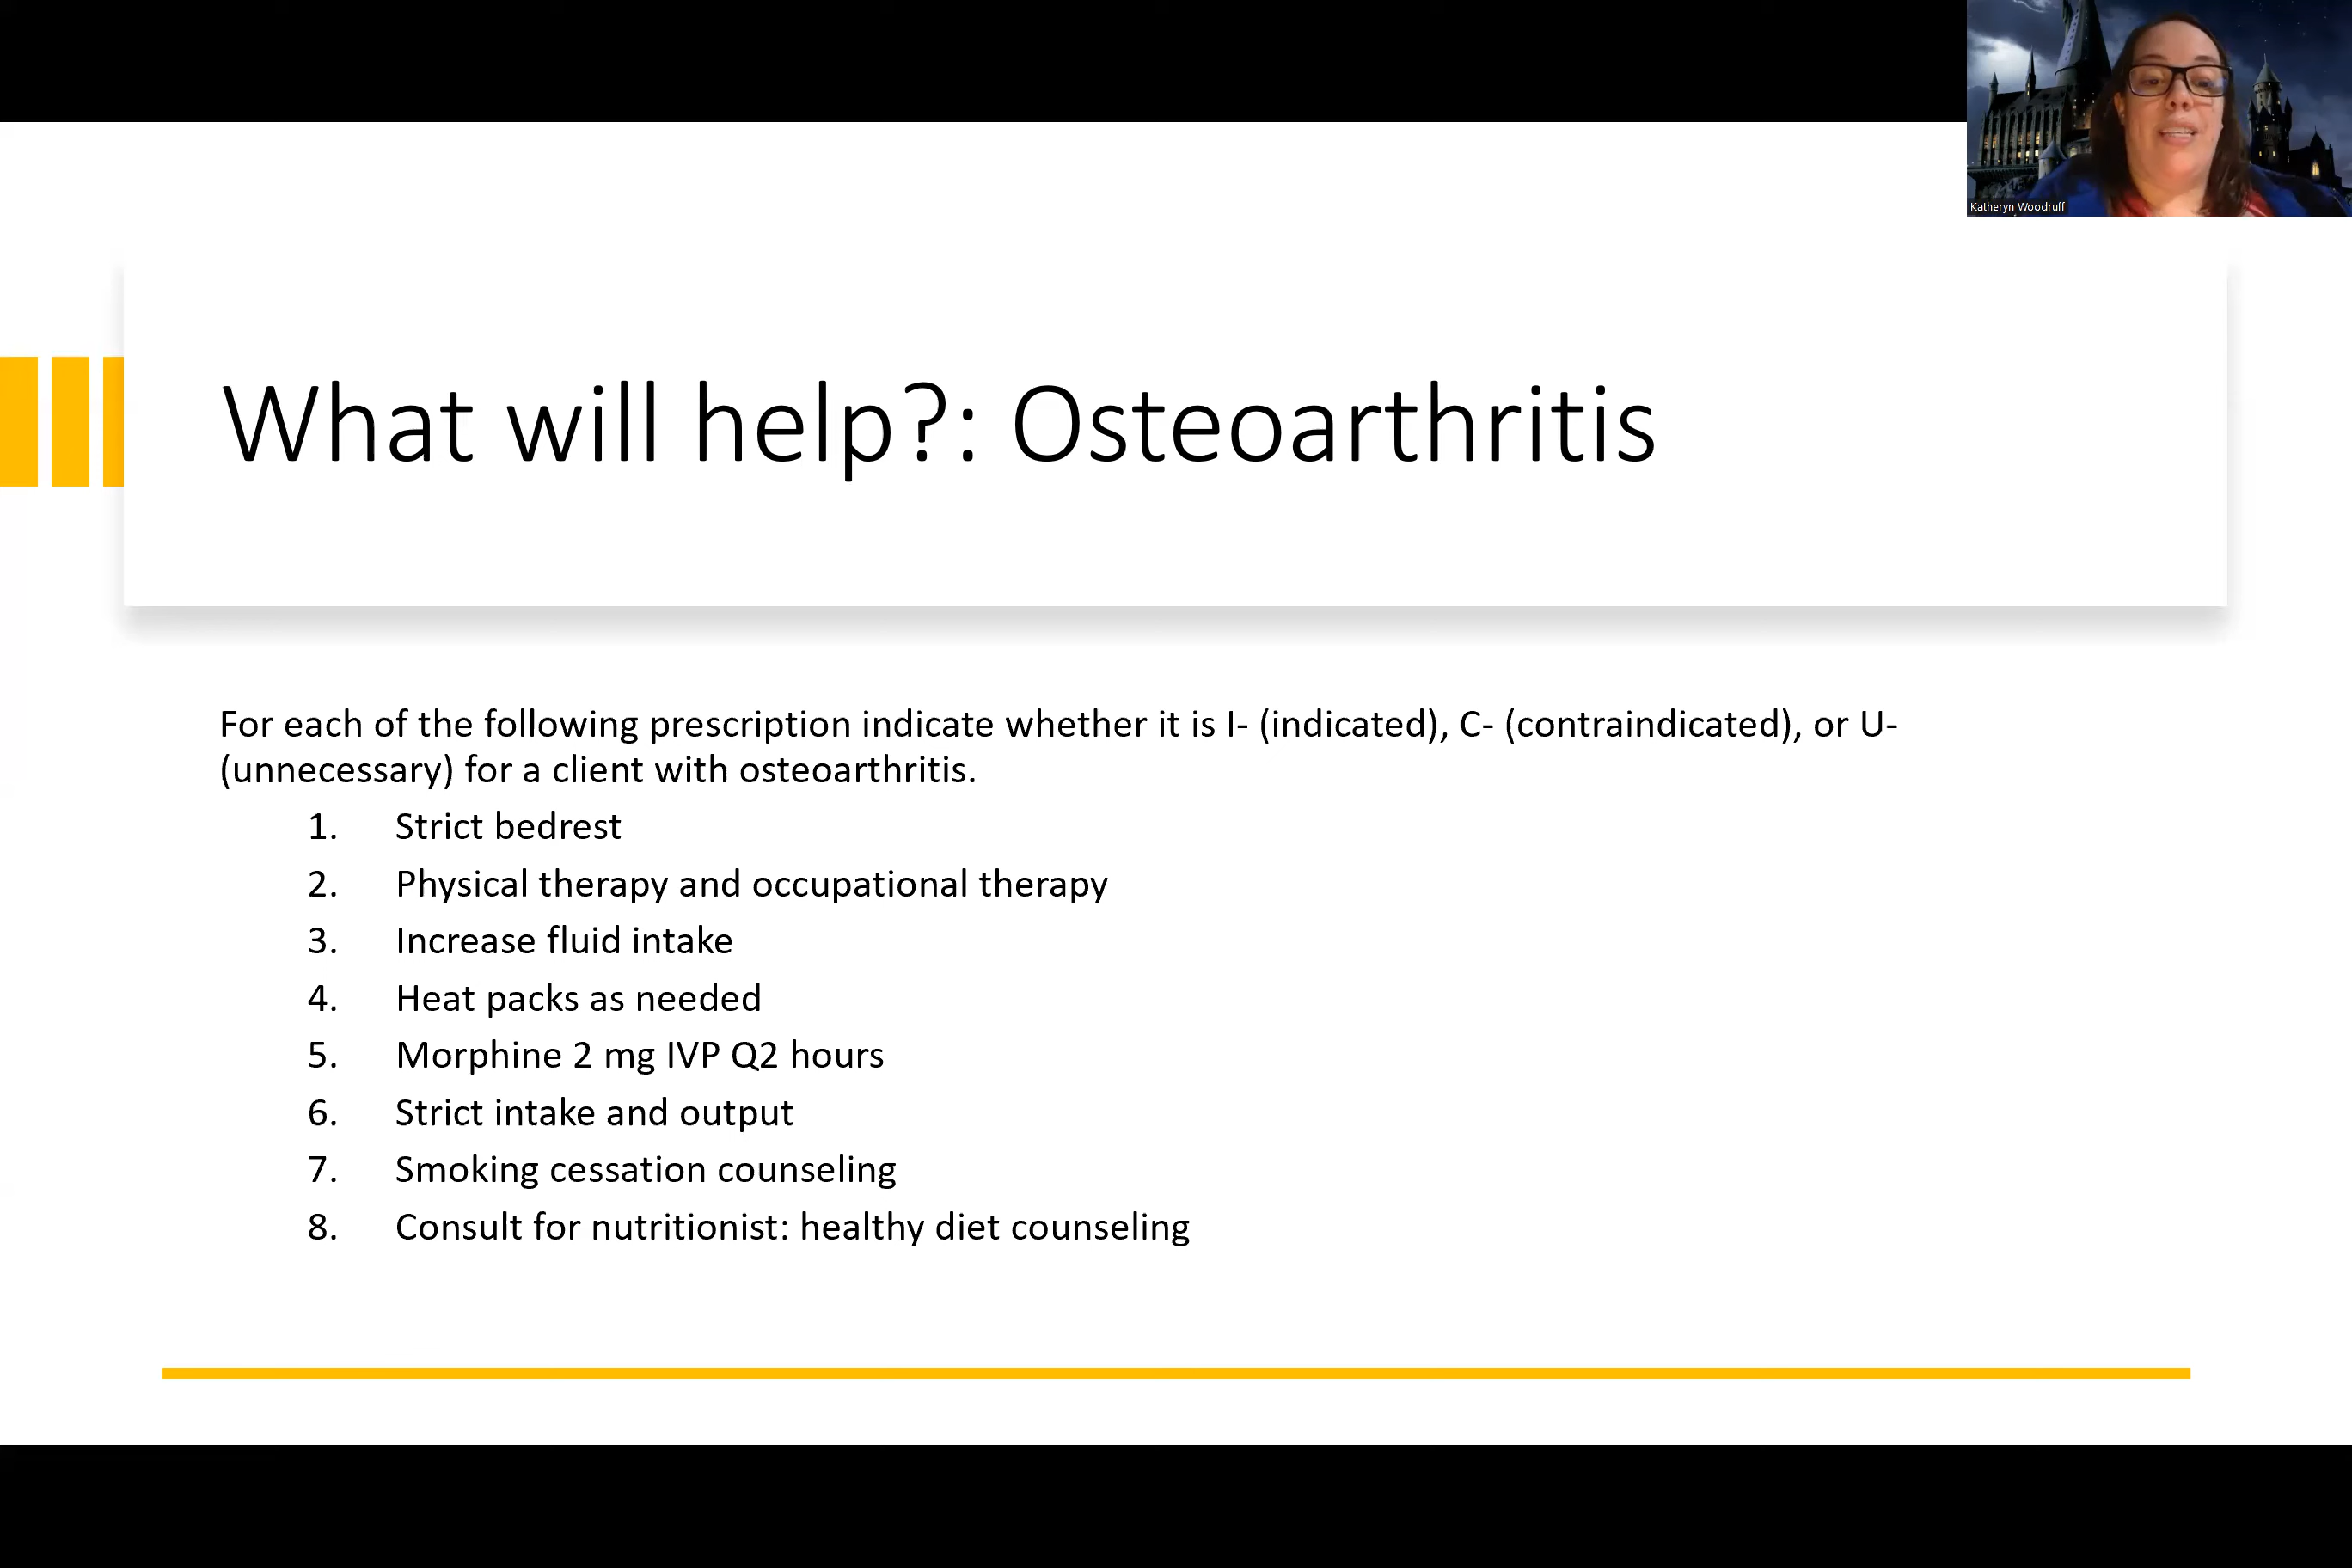 Katheryn Woodruff
What will help?: Osteoarthritis
For each of the following prescription indicate whether it is I- (indicated), C- (contraindicated), or U-
(unnecessary) for a client with osteoarthritis.
1. Strict bedrest
2. Physical therapy and occupational therapy
3. Increase fluid intake
4. Heat packs as needed
5. Morphine 2 mg IVP Q2 hours
6. Strict intake and output
7. Smoking cessation counseling
8. Consult for nutritionist: healthy diet counseling